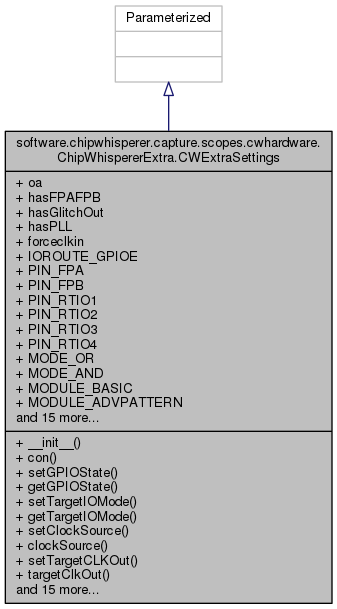 Parameterized
software.chipwhisperer.capture.scopes.cwhardware.
ChipWhispererExtra.CWExtraSettings
+ oa
+ hasFPAFPB
+ hasGlitchOut
+ hasPLL
+ forceclkin
+ IOROUTE_GPIOE
+ PIN_FPA
+ PIN_FPB
+ PIN_RTIO1
+ PIN_RTIO2
+ PIN_RTIO3
+ PIN_RTIO4
+ MODE_OR
+ MODE_AND
+ MODULE_BASIC
+ MODULE_ADVPATTERN
and 15 more...
+ __init__()
+ con()
+ setGPIOState()
+ getGPIOState()
+ setTargetIOMode()
+ getTargetIOMode()
+ setClockSource()
+ clockSource()
+ setTargetCLKOut()
+ targetClkOut()
and 15 more...